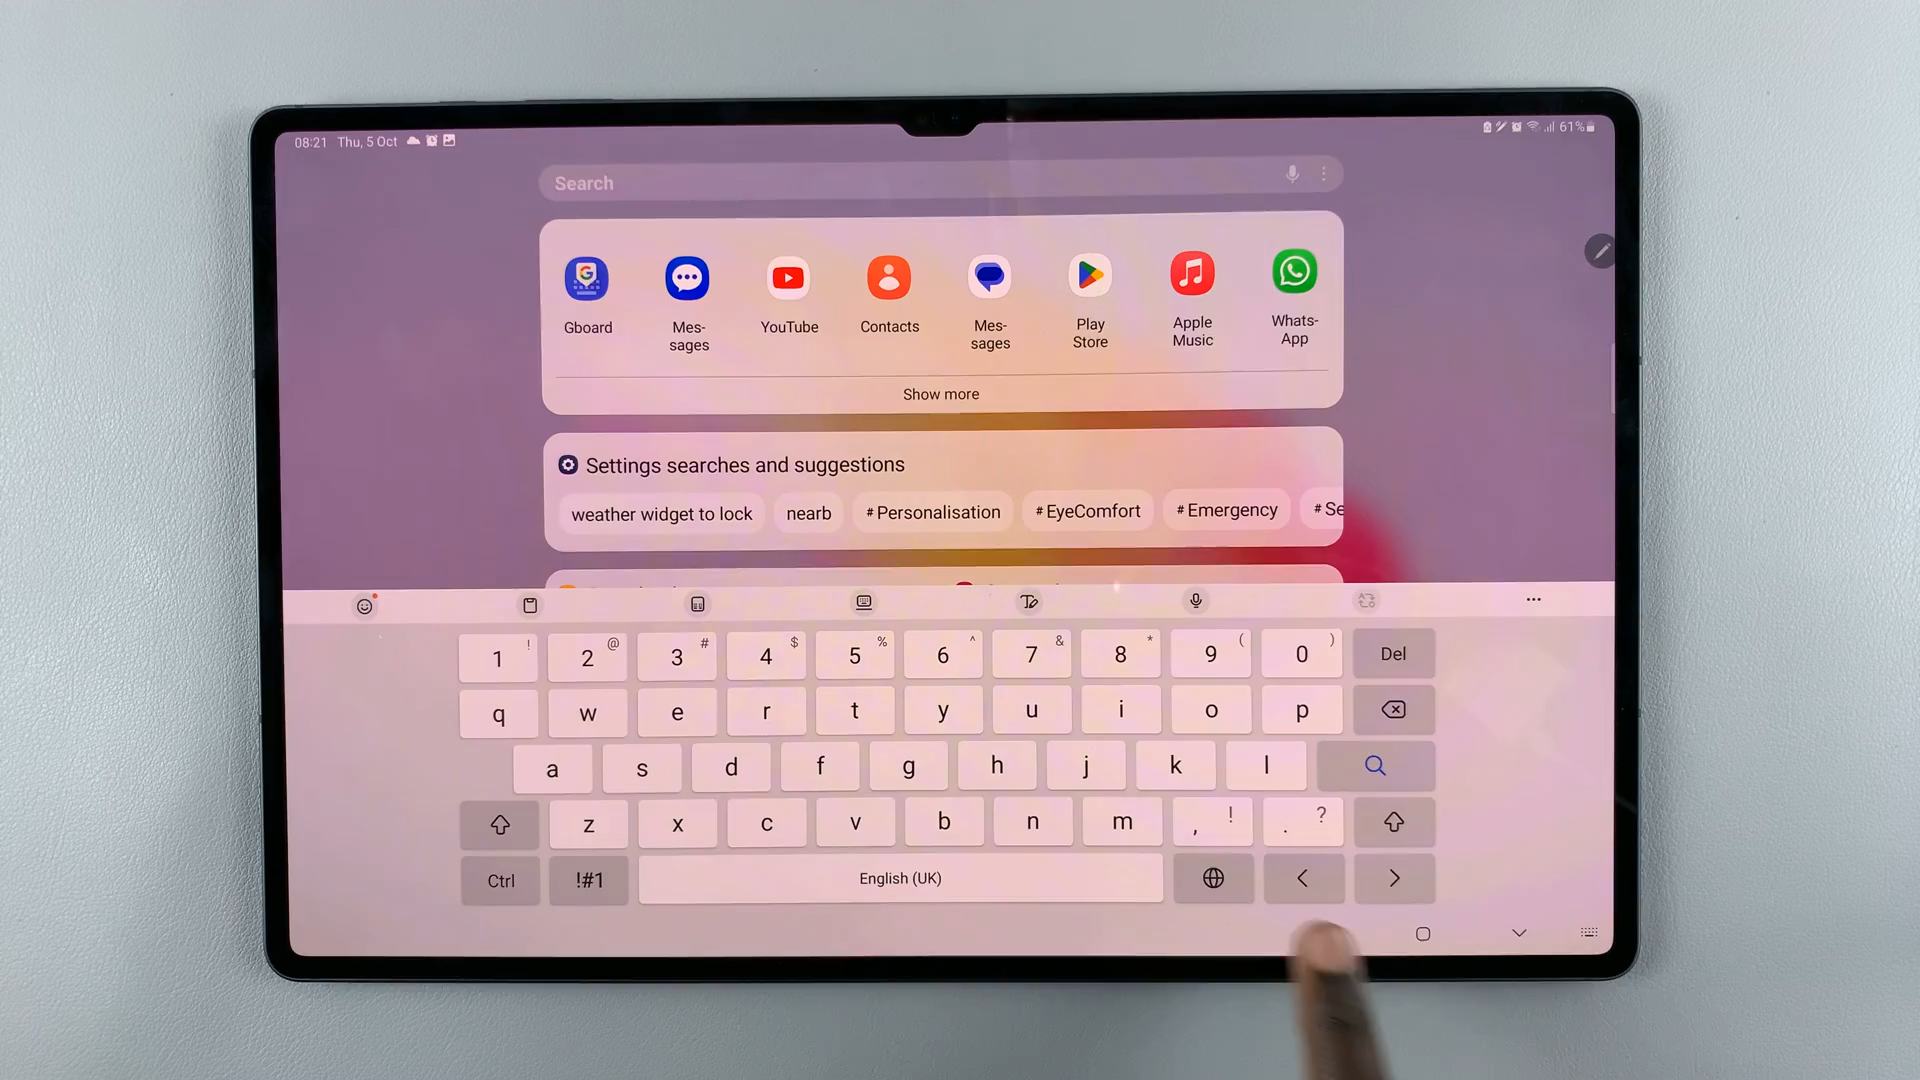 08:21 Thu, 5 Oct
61%
Search
Gboard
Mes-
sages
YouTube
Contacts
Mes-
sages
Play
Store
Apple
Music
Whats-
App
Show more
Settings searches and suggestions
weather widget to lock
nearb
#Personalisation
#EyeComfort
#Emergency
#Se
1 ! 2 @ 3 # 4 $ 5 % 6 ^ 7 & 8 * 9 ( 0 ) Del
q w e r t y u i o p
a s d f g h j k l
z x c v b n m , ! . ?
Ctrl !#1 English (UK) < >